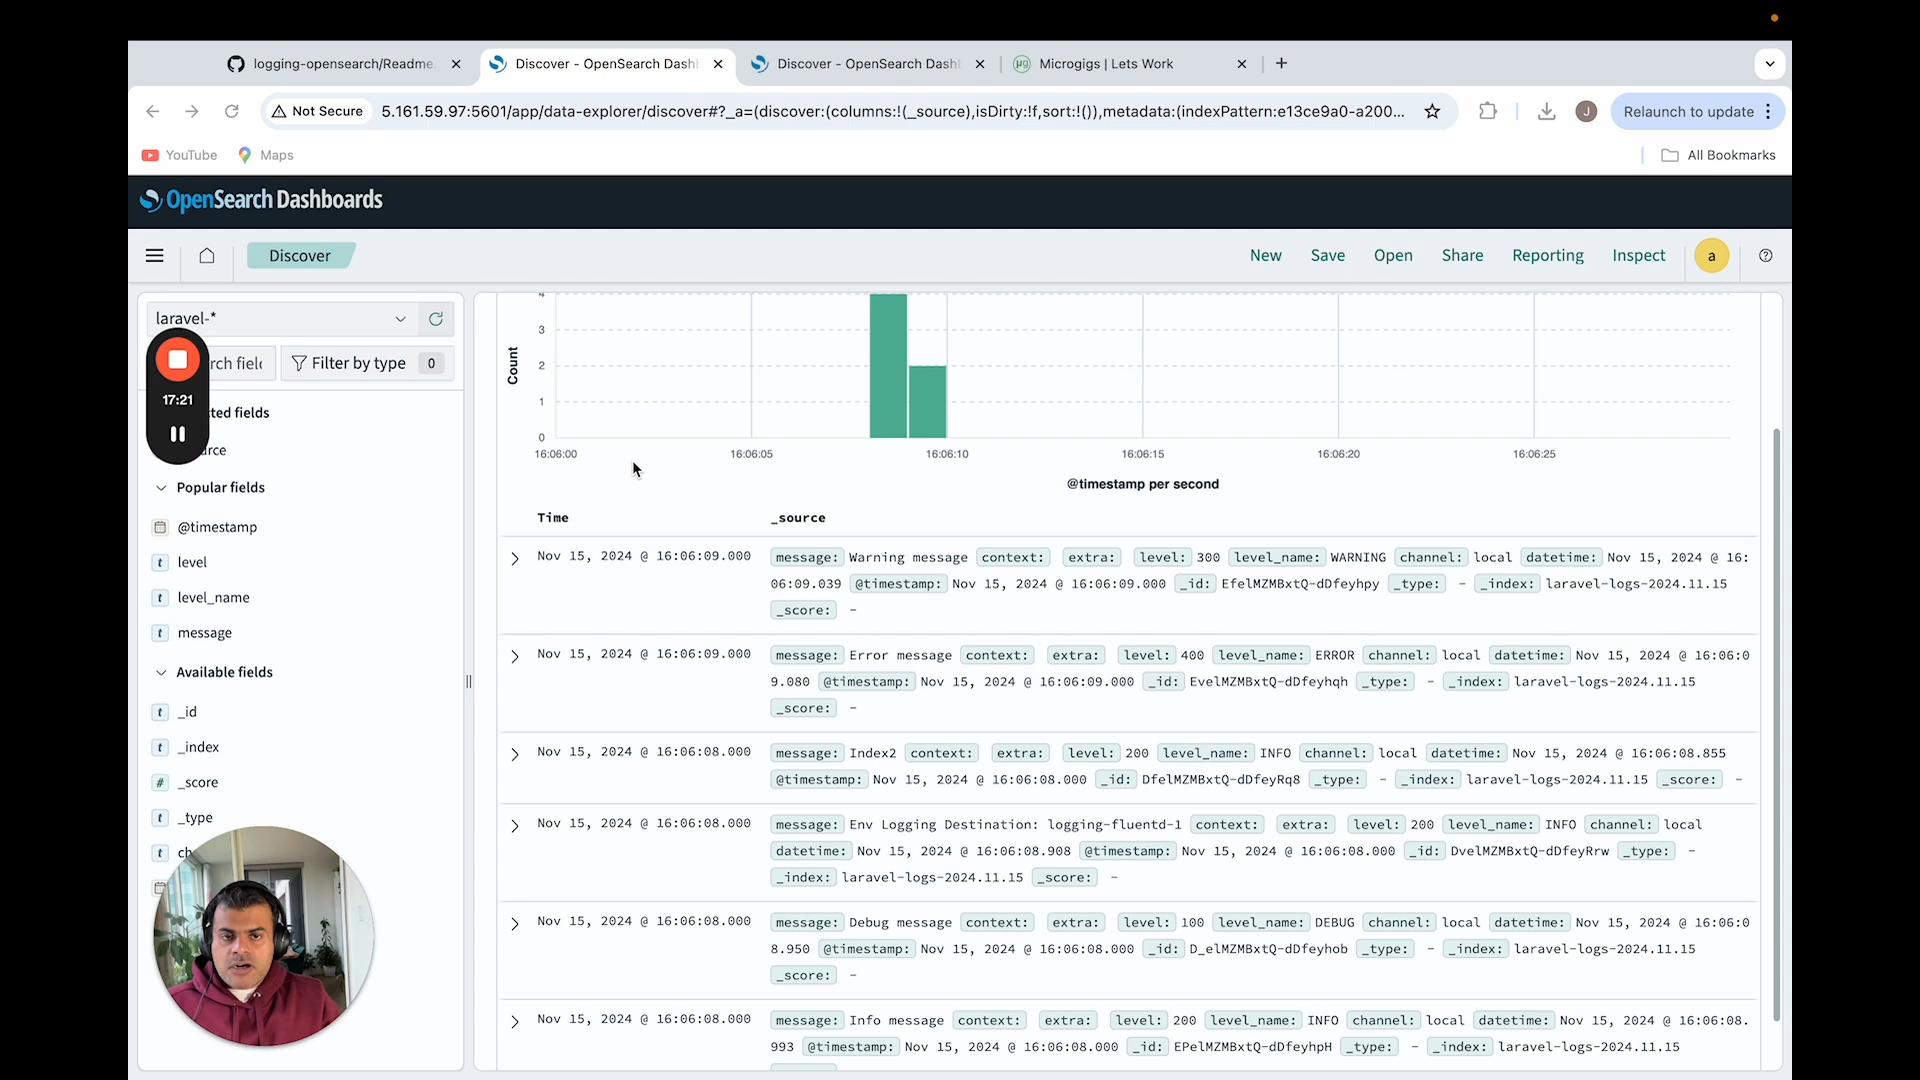 logging-opensearch/Readme.
Discover - OpenSearch Dash
Discover - OpenSearch Dash
µg Microgigs | Lets Work
Not Secure
5.161.59.97:5601/app/data-explorer/discover#?_a=(discover:(columns:!(_source),isDirty:!f,sort:!()),metadata:(indexPattern:e13ce9a0-a200...
J
Relaunch to update
YouTube
Maps
All Bookmarks
OpenSearch Dashboards
Discover
New
Save
Open
Share
Reporting
Inspect
a
laravel-*
rch field
Filter by type 0
17:21
ted fields
rce
Popular fields
@timestamp
t level
t level_name
t message
Available fields
t _id
t _index
# _score
t _type
t ch
Count
4
3
2
1
0
16:06:00
16:06:05
16:06:10
16:06:15
16:06:20
16:06:25
@timestamp per second
Time
_source
Nov 15, 2024 @ 16:06:09.000
message: Warning message context: extra: level: 300 level_name: WARNING channel: local datetime: Nov 15, 2024 @ 16:
06:09.039 @timestamp: Nov 15, 2024 @ 16:06:09.000 _id: EfelMZMBxtQ-dDfeyhpy _type: - _index: laravel-logs-2024.11.15
_score: -
Nov 15, 2024 @ 16:06:09.000
message: Error message context: extra: level: 400 level_name: ERROR channel: local datetime: Nov 15, 2024 @ 16:06:0
9.080 @timestamp: Nov 15, 2024 @ 16:06:09.000 _id: EvelMZMBxtQ-dDfeyhqh _type: - _index: laravel-logs-2024.11.15
_score: -
Nov 15, 2024 @ 16:06:08.000
message: Index2 context: extra: level: 200 level_name: INFO channel: local datetime: Nov 15, 2024 @ 16:06:08.855
@timestamp: Nov 15, 2024 @ 16:06:08.000 _id: DfelMZMBxtQ-dDfeyRq8 _type: - _index: laravel-logs-2024.11.15 _score: -
Nov 15, 2024 @ 16:06:08.000
message: Env Logging Destination: logging-fluentd-1 context: extra: level: 200 level_name: INFO channel: local
datetime: Nov 15, 2024 @ 16:06:08.908 @timestamp: Nov 15, 2024 @ 16:06:08.000 _id: DvelMZMBxtQ-dDfeyRrw _type: -
_index: laravel-logs-2024.11.15 _score: -
Nov 15, 2024 @ 16:06:08.000
message: Debug message context: extra: level: 100 level_name: DEBUG channel: local datetime: Nov 15, 2024 @ 16:06:0
8.950 @timestamp: Nov 15, 2024 @ 16:06:08.000 _id: D_elMZMBxtQ-dDfeyhob _type: - _index: laravel-logs-2024.11.15
_score: -
Nov 15, 2024 @ 16:06:08.000
message: Info message context: extra: level: 200 level_name: INFO channel: local datetime: Nov 15, 2024 @ 16:06:08.
993 @timestamp: Nov 15, 2024 @ 16:06:08.000 _id: EPelMZMBxtQ-dDfeyhpH _type: - _index: laravel-logs-2024.11.15